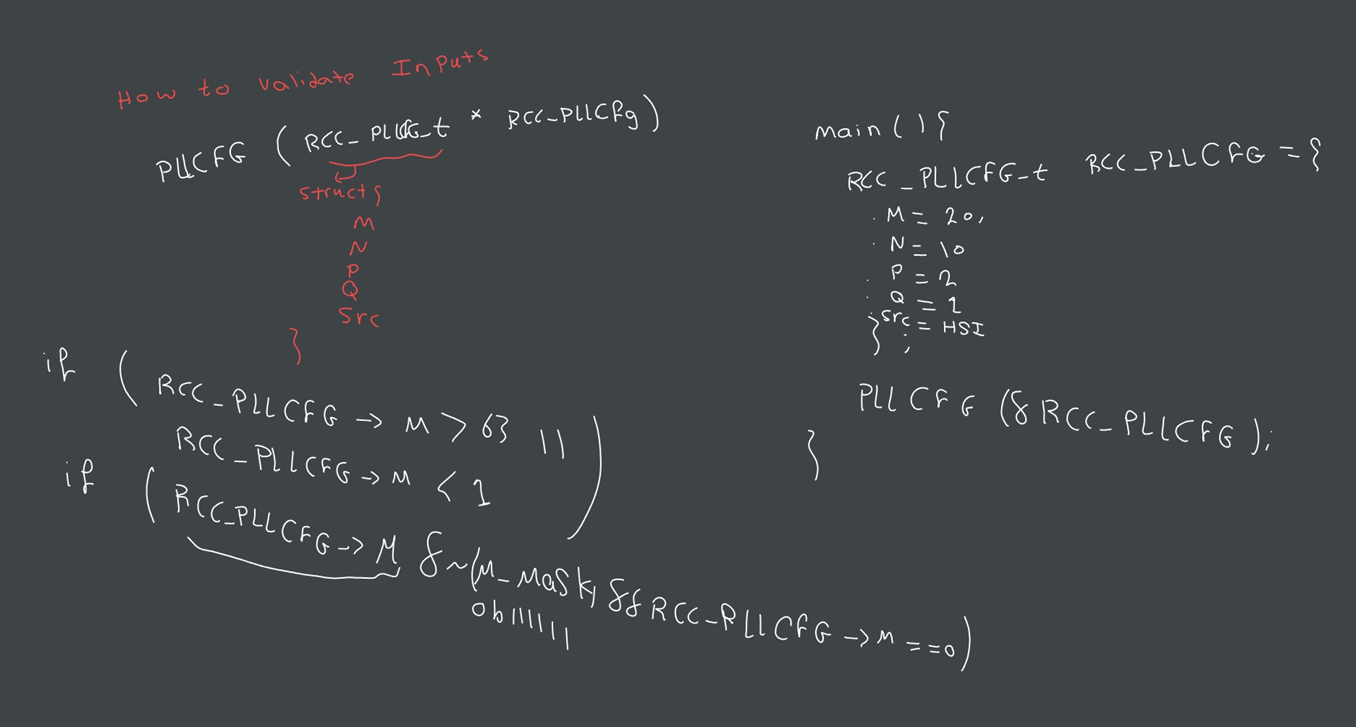 How to validate Inputs
PLLCFG ( RCC_PLLCFG_t * RCC_PLLCFg )
struct {
M
N
P
Q
Src
}
if ( RCC_PLLCFG -> M > 63 ||
RCC_PLLCFG -> M < 1 )
if ( RCC_PLLCFG -> M & ~(M_Mask) && RCC_PLLCFG -> M == 0 )
0b111111
main ( ) {
RCC_PLLCFG_t RCC_PLLCFG = {
. M = 20,
. N = 10
. P = 2
. Q = 2
. src = HSI
} ;
PLLCFG ( & RCC_PLLCFG ) ;
}